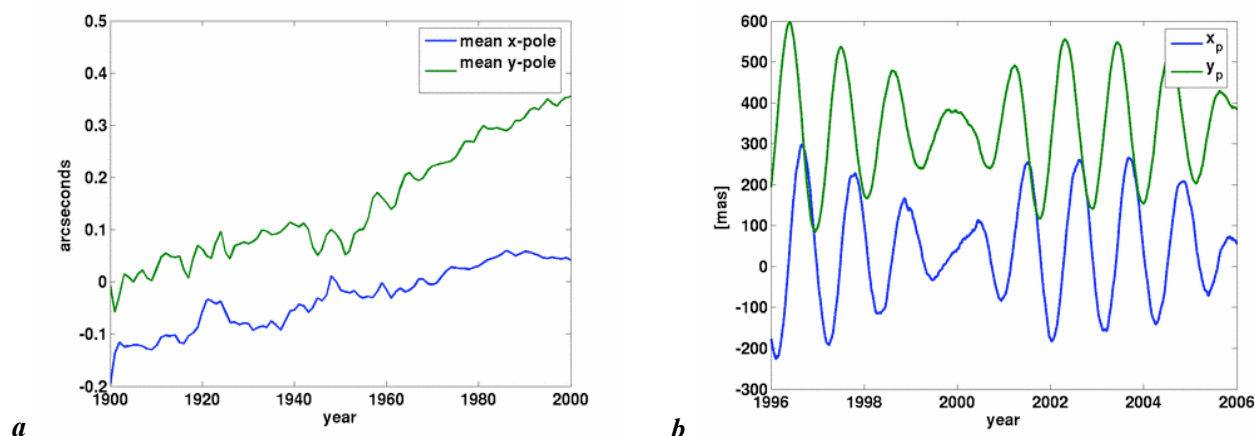 0.5
0.4
0.3
0.2
0.1
0
-0.1
-0.2
arcseconds
1900 1920 1940 1960 1980 2000
year
mean x-pole
mean y-pole
a
600
500
400
300
200
100
0
-100
-200
-300
[mas]
1996 1998 2000 2002 2004 2006
year
x_p
y_p
b